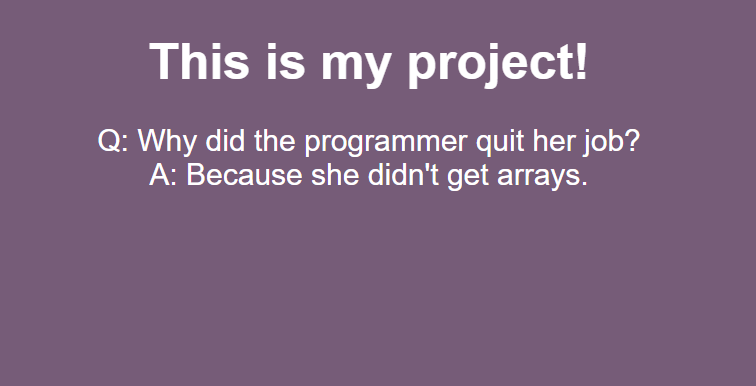 This is my project!
Q: Why did the programmer quit her job?
A: Because she didn't get arrays.